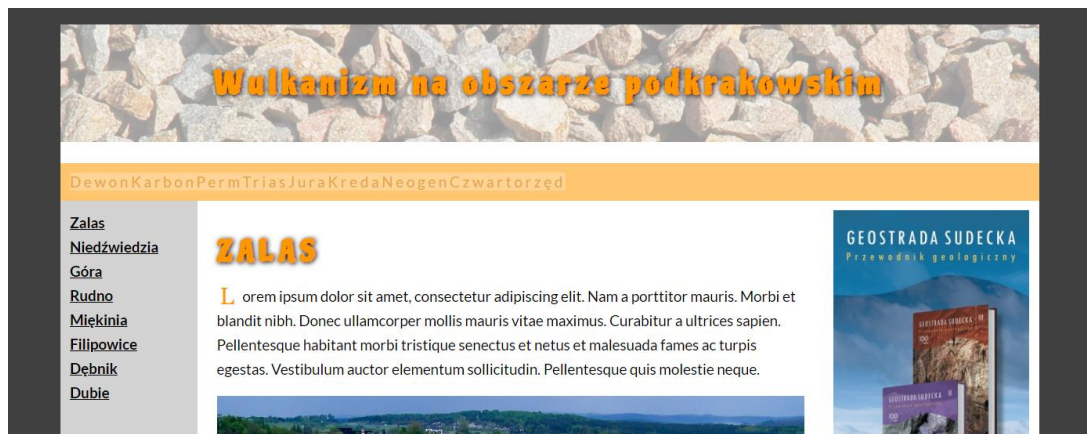 Wulkanizm na obszarze podkrakowskim
DewonKarbonPermTriasJuraKredaNeogenCzwartorzęd
Zalas
Niedźwiedzia
Góra
Rudno
Miękinia
Filipowice
Dębnik
Dubie
ZALAS
Lorem ipsum dolor sit amet, consectetur adipiscing elit. Nam a porttitor mauris. Morbi et
blandit nibh. Donec ullamcorper mollis mauris vitae maximus. Curabitur a ultrices sapien.
Pellentesque habitant morbi tristique senectus et netus et malesuada fames ac turpis
egestas. Vestibulum auctor elementum sollicitudin. Pellentesque quis molestie neque.
GEOSTRADA SUDECKA
Przewodnik geologiczny
GEOSTRADA SUDECKA
GEOSTRADA SUDECKA